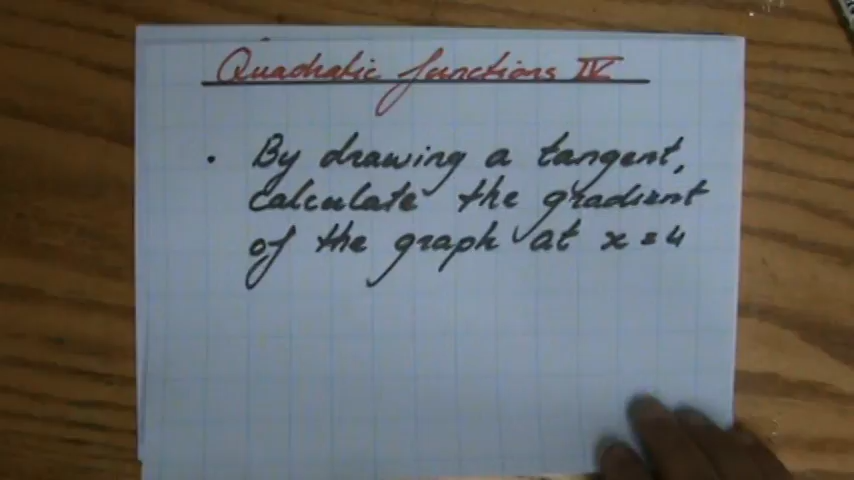 Quadratic functions IV
• By drawing a tangent,
calculate the gradient
of the graph at x = 4